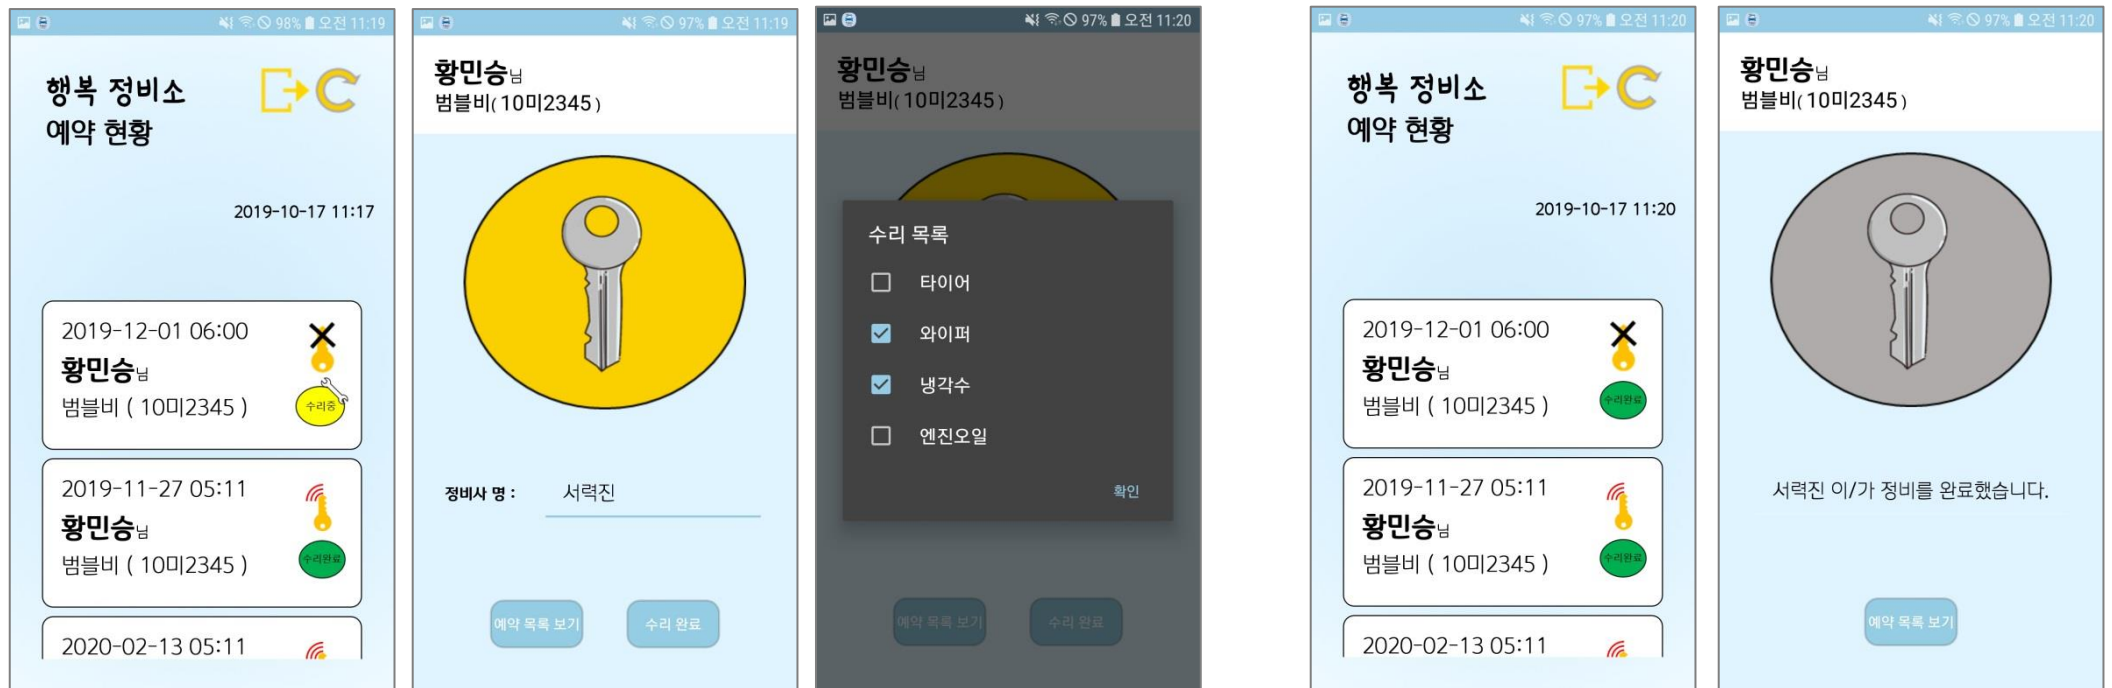 98% 오전 11:19
행복 정비소
예약 현황
2019-10-17 11:17
2019-12-01 06:00
황민승님
범블비 ( 10미2345 )
수리중
2019-11-27 05:11
황민승님
범블비 ( 10미2345 )
수리완료
2020-02-13 05:11
97% 오전 11:19
황민승님
범블비( 10미2345 )
정비사 명 : 서력진
예약 목록 보기 수리 완료
97% 오전 11:20
황민승님
범블비( 10미2345 )
수리 목록
타이어
와이퍼
냉각수
엔진오일
확인
예약 목록 보기 수리 완료
97% 오전 11:20
행복 정비소
예약 현황
2019-10-17 11:20
2019-12-01 06:00
황민승님
범블비 ( 10미2345 )
수리완료
2019-11-27 05:11
황민승님
범블비 ( 10미2345 )
수리완료
2020-02-13 05:11
97% 오전 11:20
황민승님
범블비( 10미2345 )
서력진 이/가 정비를 완료했습니다.
예약 목록 보기